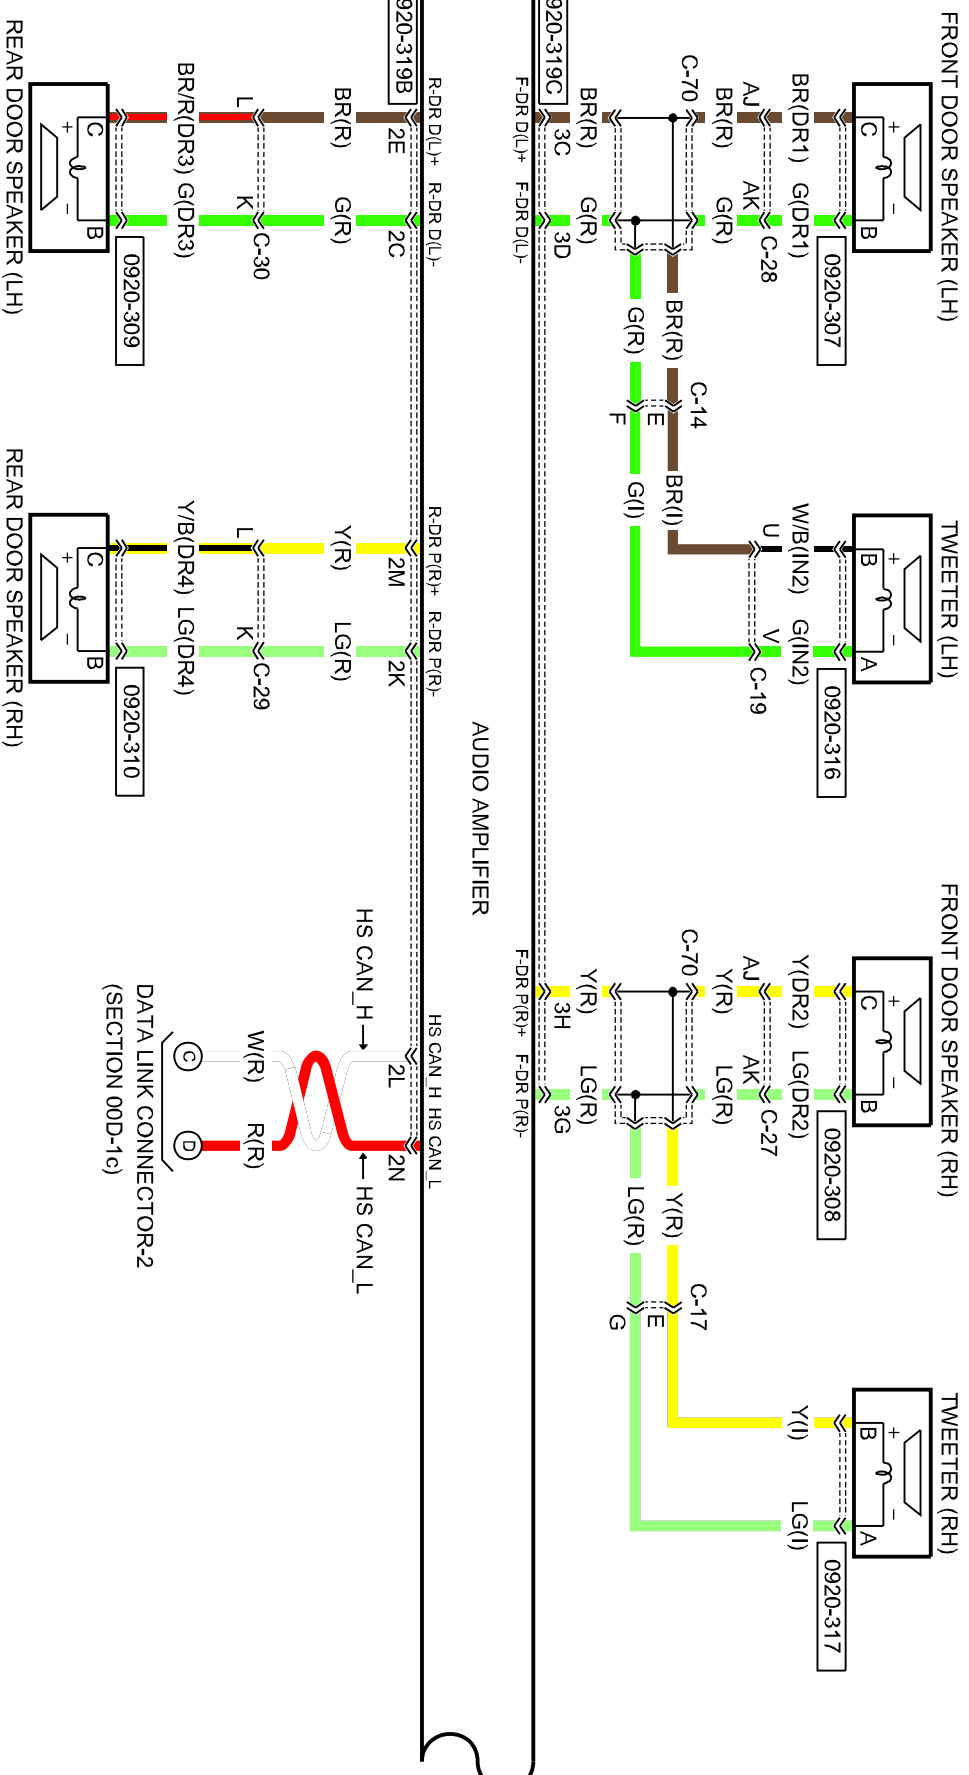 FRONT DOOR SPEAKER (LH)
TWEETER (LH)
FRONT DOOR SPEAKER (RH)
TWEETER (RH)
+ −
C B
0920-307
+ −
B A
0920-316
+ −
C B
0920-308
+ −
B A
0920-317
BR(DR1) G(DR1)
W/B(IN2) G(IN2)
Y(DR2) LG(DR2)
Y(I) LG(I)
AJ AK C-28
U V C-19
AJ AK C-27
C-70 BR(R) G(R)
C-70 Y(R) LG(R)
BR(R) C-14 E BR(I)
G(R) F G(I)
Y(R) C-17 E
LG(R) G
BR(R) G(R)
Y(R) LG(R)
0920-319C
3C 3D 3H 3G
F-DR D(L)+ F-DR D(L)-
F-DR P(R)+ F-DR P(R)-
AUDIO AMPLIFIER
R-DR D(L)+ R-DR D(L)-
R-DR P(R)+ R-DR P(R)-
HS CAN_H HS CAN_L
0920-319B
2E 2C 2M 2K 2L 2N
BR(R) G(R)
Y(R) LG(R)
HS CAN_H
HS CAN_L
L K C-30
L K C-29
W(R) R(R)
BR/R(DR3) G(DR3)
Y/B(DR4) LG(DR4)
C D
DATA LINK CONNECTOR-2
(SECTION 00D-1c)
0920-309
C B
+ −
0920-310
C B
+ −
REAR DOOR SPEAKER (LH)
REAR DOOR SPEAKER (RH)